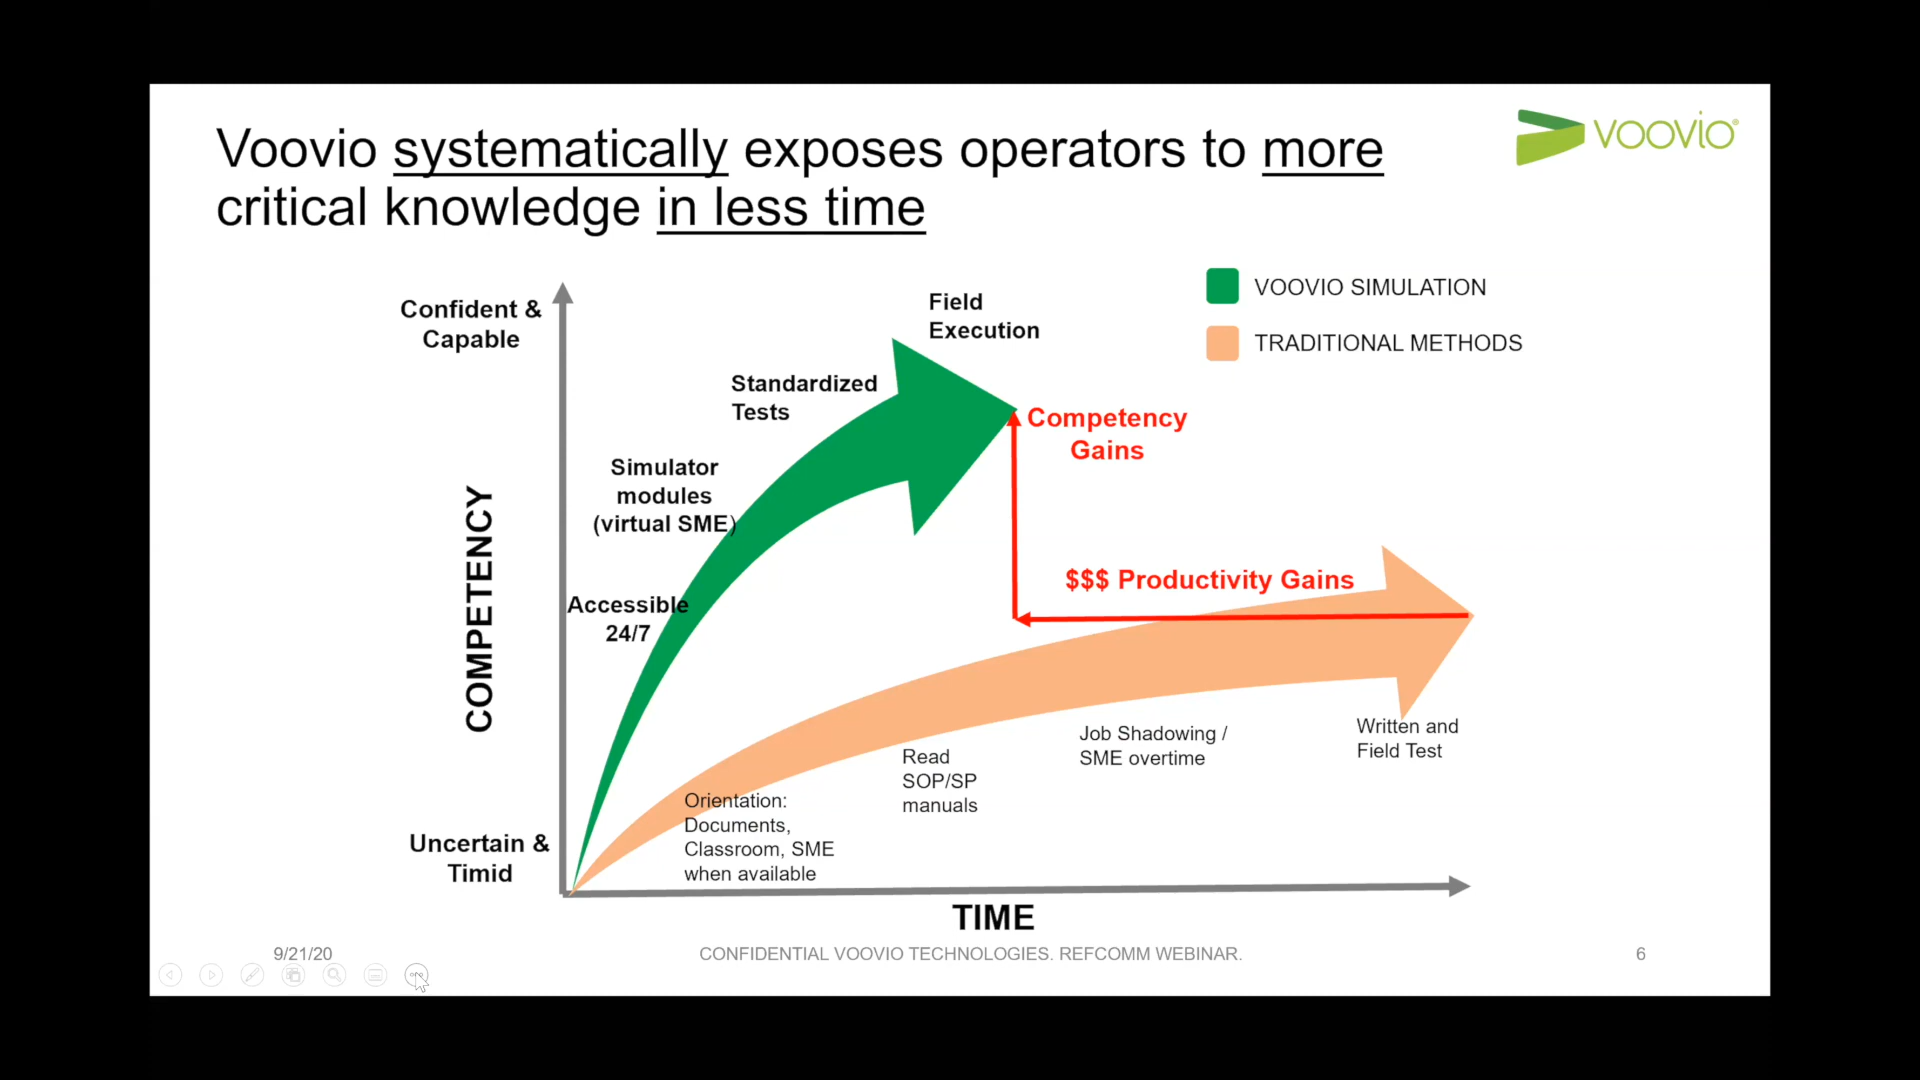 Voovio systematically exposes operators to more
critical knowledge in less time
voovio®
VOOVIO SIMULATION
TRADITIONAL METHODS
Confident &
Capable
COMPETENCY
Uncertain &
Timid
Field
Execution
Standardized
Tests
Simulator
modules
(virtual SME)
Accessible
24/7
Competency
Gains
$$$ Productivity Gains
Orientation:
Documents,
Classroom, SME
when available
Read
SOP/SP
manuals
Job Shadowing /
SME overtime
Written and
Field Test
TIME
9/21/20
CONFIDENTIAL VOOVIO TECHNOLOGIES. REFCOMM WEBINAR.
6